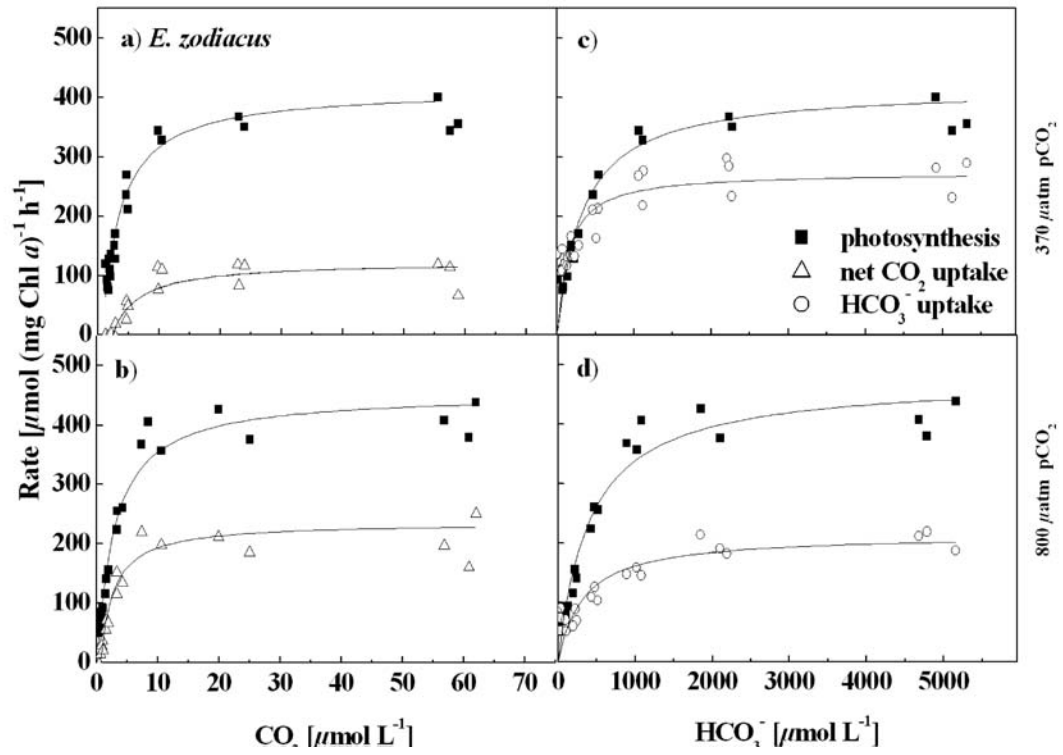 a) E. zodiacus
c)
500
400
300
200
100
0
photosynthesis
net CO₂ uptake
HCO₃⁻ uptake
370 µatm pCO₂
Rate [µmol (mg Chl a)⁻¹ h⁻¹]
b)
d)
500
400
300
200
100
0
800 µatm pCO₂
0 10 20 30 40 50 60 70
0 1000 2000 3000 4000 5000
CO₂ [µmol L⁻¹]
HCO₃⁻ [µmol L⁻¹]